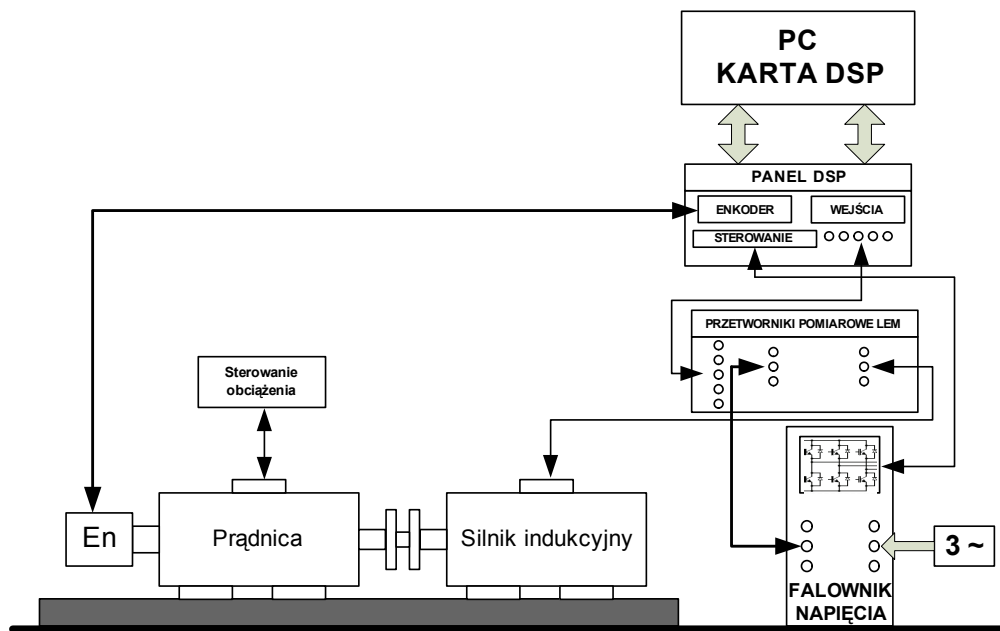 PC
KARTA DSP
PANEL DSP
ENKODER
WEJŚCIA
STEROWANIE
PRZETWORNIKI POMIAROWE LEM
Sterowanie
obciążenia
En
Prądnica
Silnik indukcyjny
3 ~
FALOWNIK
NAPIĘCIA